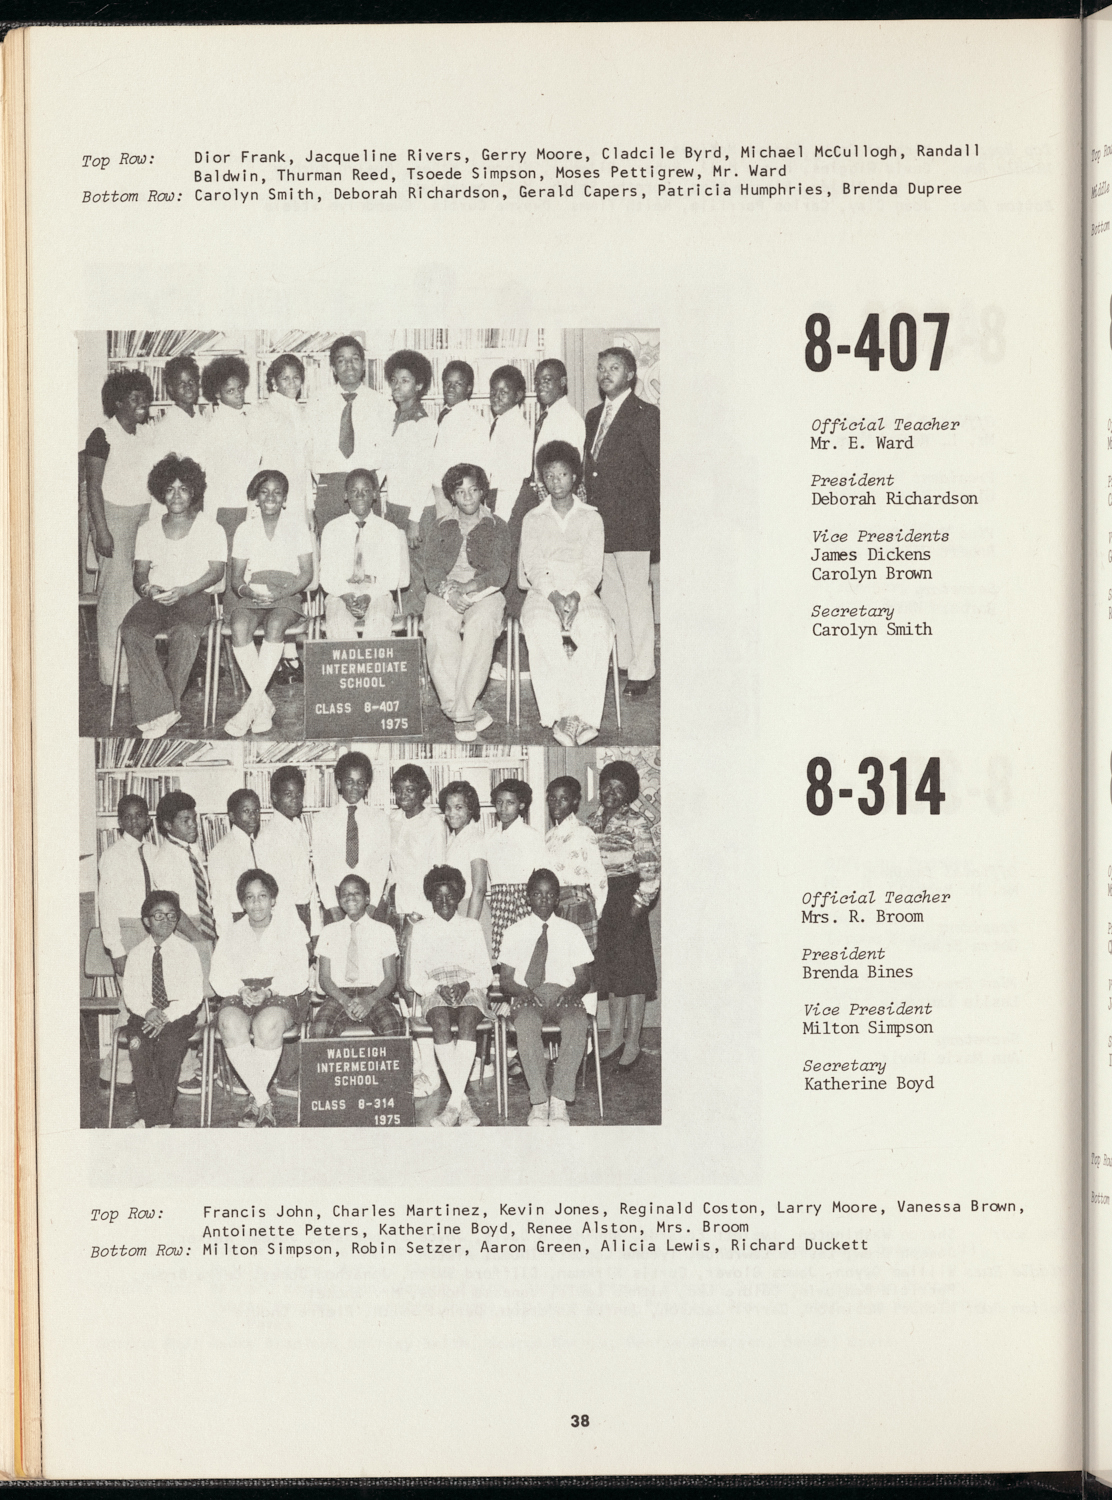 Top Row: Dior Frank, Jacqueline Rivers, Gerry Moore, Cladcile Byrd, Michael McCullogh, Randall
Baldwin, Thurman Reed, Tsoede Simpson, Moses Pettigrew, Mr. Ward
Bottom Row: Carolyn Smith, Deborah Richardson, Gerald Capers, Patricia Humphries, Brenda Dupree
8-407
Official Teacher
Mr. E. Ward
President
Deborah Richardson
Vice Presidents
James Dickens
Carolyn Brown
Secretary
Carolyn Smith
WADLEIGH
INTERMEDIATE
SCHOOL
CLASS 8-407
1975
8-314
Official Teacher
Mrs. R. Broom
President
Brenda Bines
Vice President
Milton Simpson
Secretary
Katherine Boyd
WADLEIGH
INTERMEDIATE
SCHOOL
CLASS 8-314
1975
Top Row: Francis John, Charles Martinez, Kevin Jones, Reginald Coston, Larry Moore, Vanessa Brown,
Antoinette Peters, Katherine Boyd, Renee Alston, Mrs. Broom
Bottom Row: Milton Simpson, Robin Setzer, Aaron Green, Alicia Lewis, Richard Duckett
38